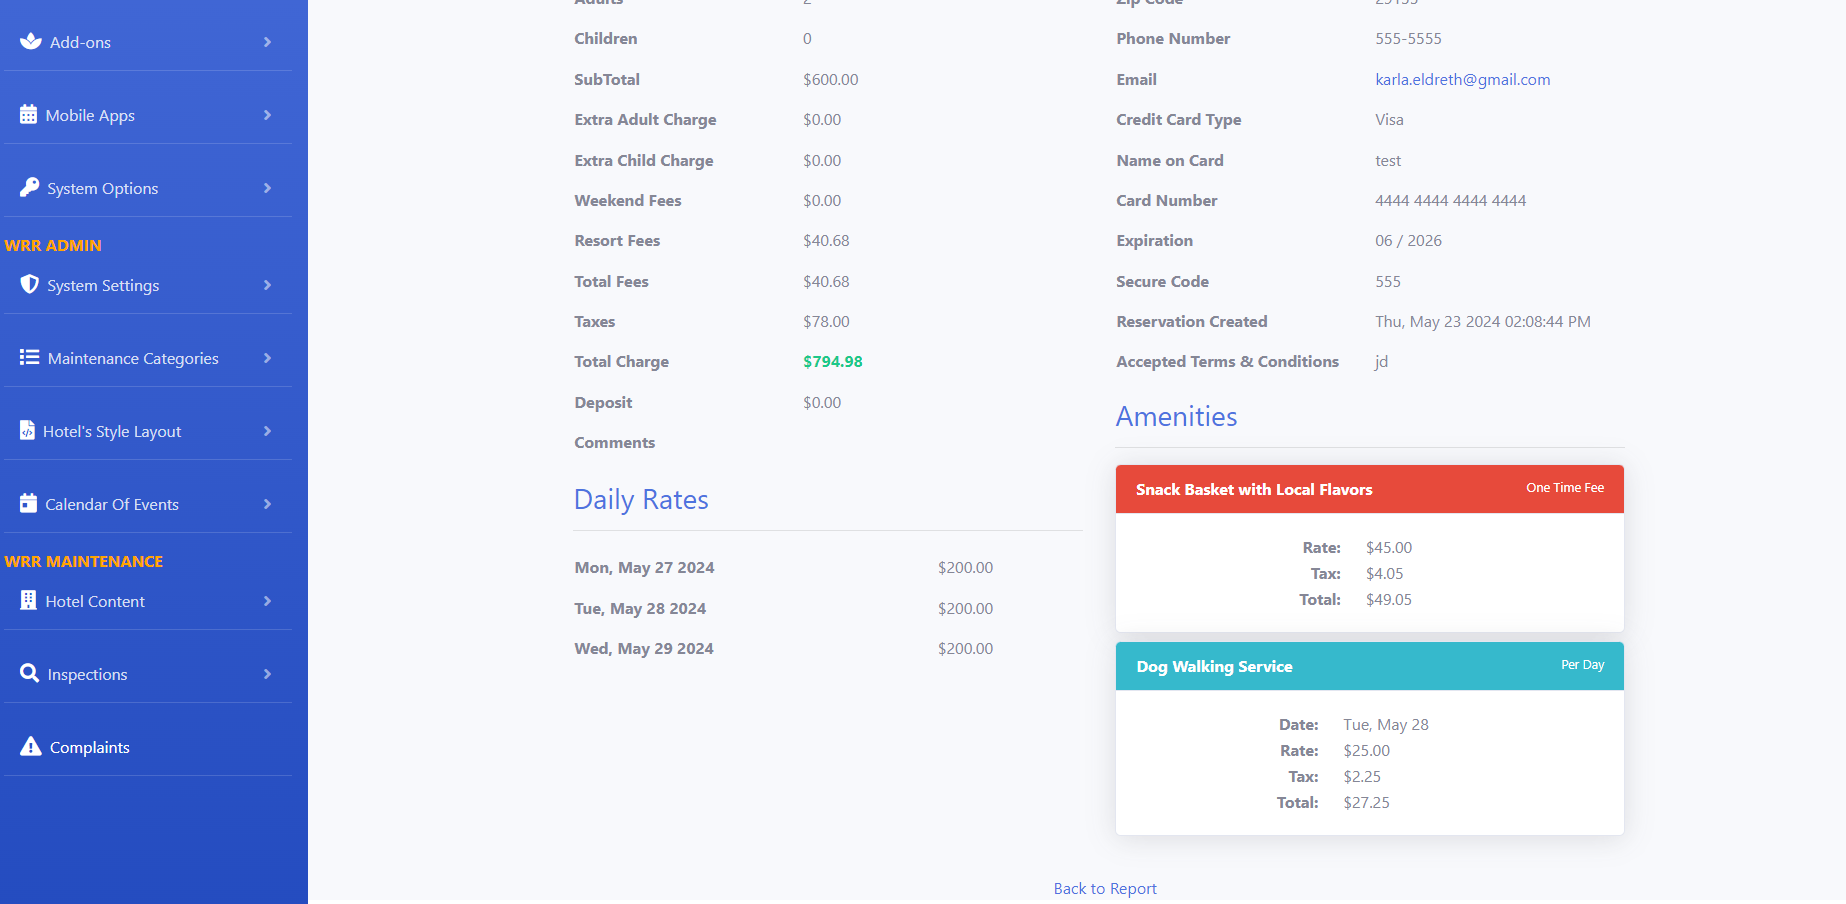 Add-ons
Mobile Apps
System Options
WRR ADMIN
System Settings
Maintenance Categories
Hotel's Style Layout
Calendar Of Events
WRR MAINTENANCE
Hotel Content
Inspections
Complaints
Adults 2
Children 0
SubTotal $600.00
Extra Adult Charge $0.00
Extra Child Charge $0.00
Weekend Fees $0.00
Resort Fees $40.68
Total Fees $40.68
Taxes $78.00
Total Charge $794.98
Deposit $0.00
Comments
Daily Rates
Mon, May 27 2024 $200.00
Tue, May 28 2024 $200.00
Wed, May 29 2024 $200.00
Zip Code
Phone Number 555-5555
Email karla.eldreth@gmail.com
Credit Card Type Visa
Name on Card test
Card Number 4444 4444 4444 4444
Expiration 06 / 2026
Secure Code 555
Reservation Created Thu, May 23 2024 02:08:44 PM
Accepted Terms & Conditions jd
Amenities
Snack Basket with Local Flavors One Time Fee
Rate: $45.00
Tax: $4.05
Total: $49.05
Dog Walking Service Per Day
Date: Tue, May 28
Rate: $25.00
Tax: $2.25
Total: $27.25
Back to Report